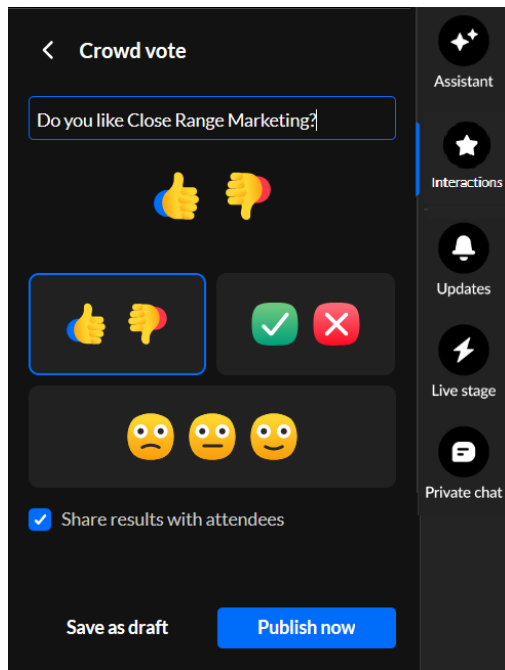 Crowd vote
Do you like Close Range Marketing?
Share results with attendees
Save as draft
Publish now
Assistant
Interactions
Updates
Live stage
Private chat